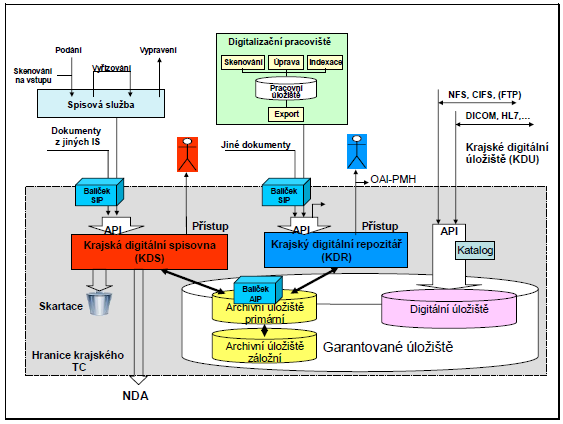 Podání
Skenování
na vstupu
Vyřizování
Vypravení
Spisová služba
Digitalizační pracoviště
Skenování
Úprava
Indexace
Pracovní
úložiště
Export
NFS, CIFS, (FTP)
DICOM, HL7,...
Krajské digitální
úložiště (KDU)
Dokumenty
z jiných IS
Jiné dokumenty
OAI-PMH
Balíček
SIP
Balíček
SIP
API
Přístup
API
Přístup
API
Katalog
Krajská digitální spisovna
(KDS)
Krajský digitální repozitář
(KDR)
Balíček
AIP
Skartace
Archivní úložiště
primární
Digitální úložiště
Archivní úložiště
záložní
Garantované úložiště
Hranice krajského
TC
NDA